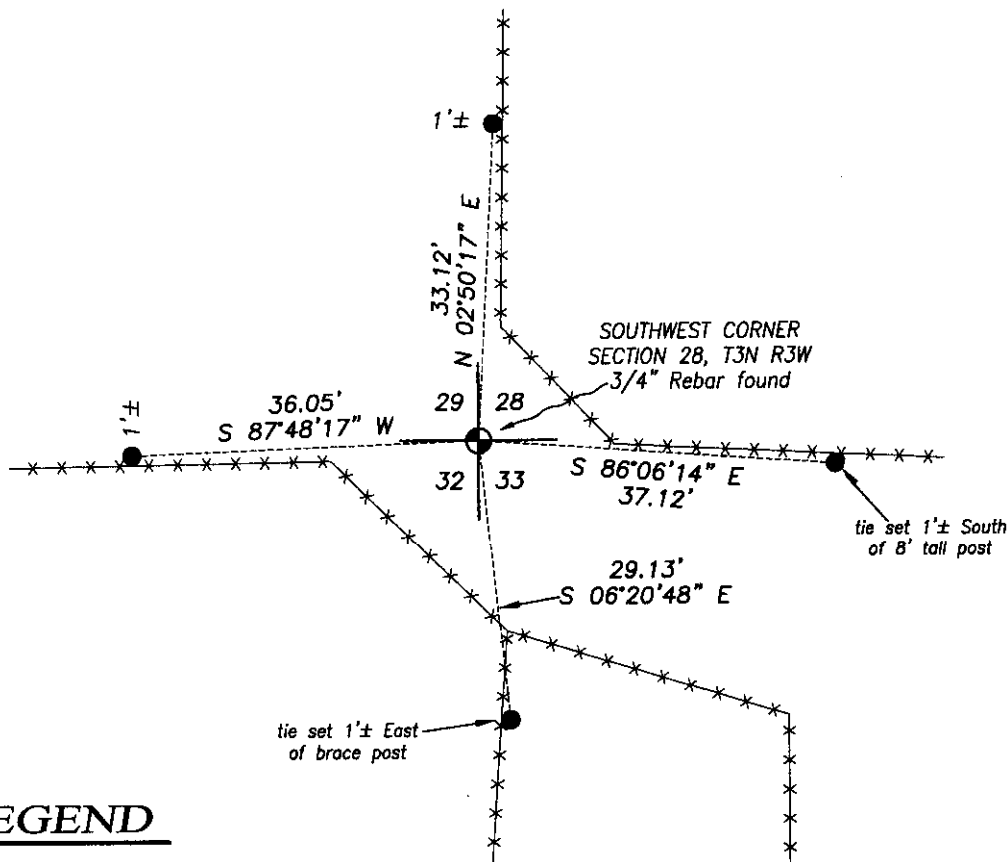 1'±
33.12'
N 02°50'17" E
SOUTHWEST CORNER
SECTION 28, T3N R3W
3/4" Rebar found
1'±
36.05'
S 87°48'17" W
29 28
32 33
S 86°06'14" E
37.12'
tie set 1'± South
of 8' tall post
29.13'
S 06°20'48" E
tie set 1'± East
of brace post
EGEND